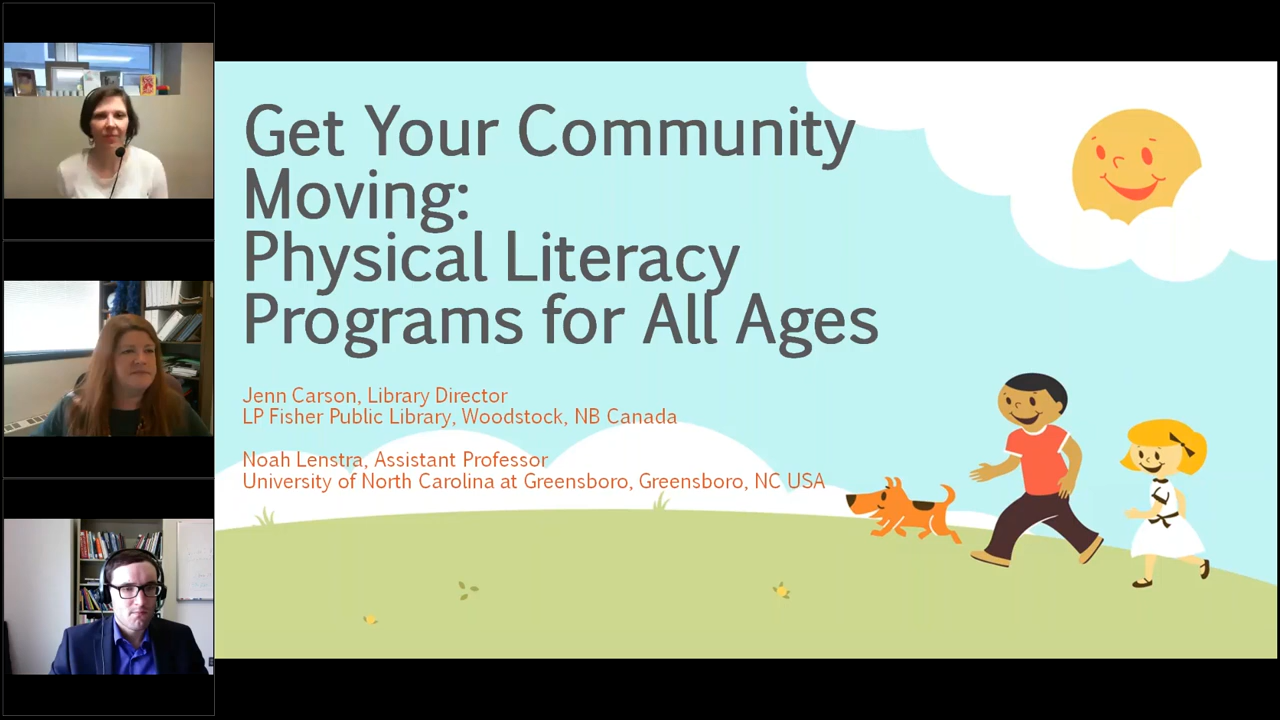 Get Your Community
Moving:
Physical Literacy
Programs for All Ages
Jenn Carson, Library Director
LP Fisher Public Library, Woodstock, NB Canada
Noah Lenstra, Assistant Professor
University of North Carolina at Greensboro, Greensboro, NC USA